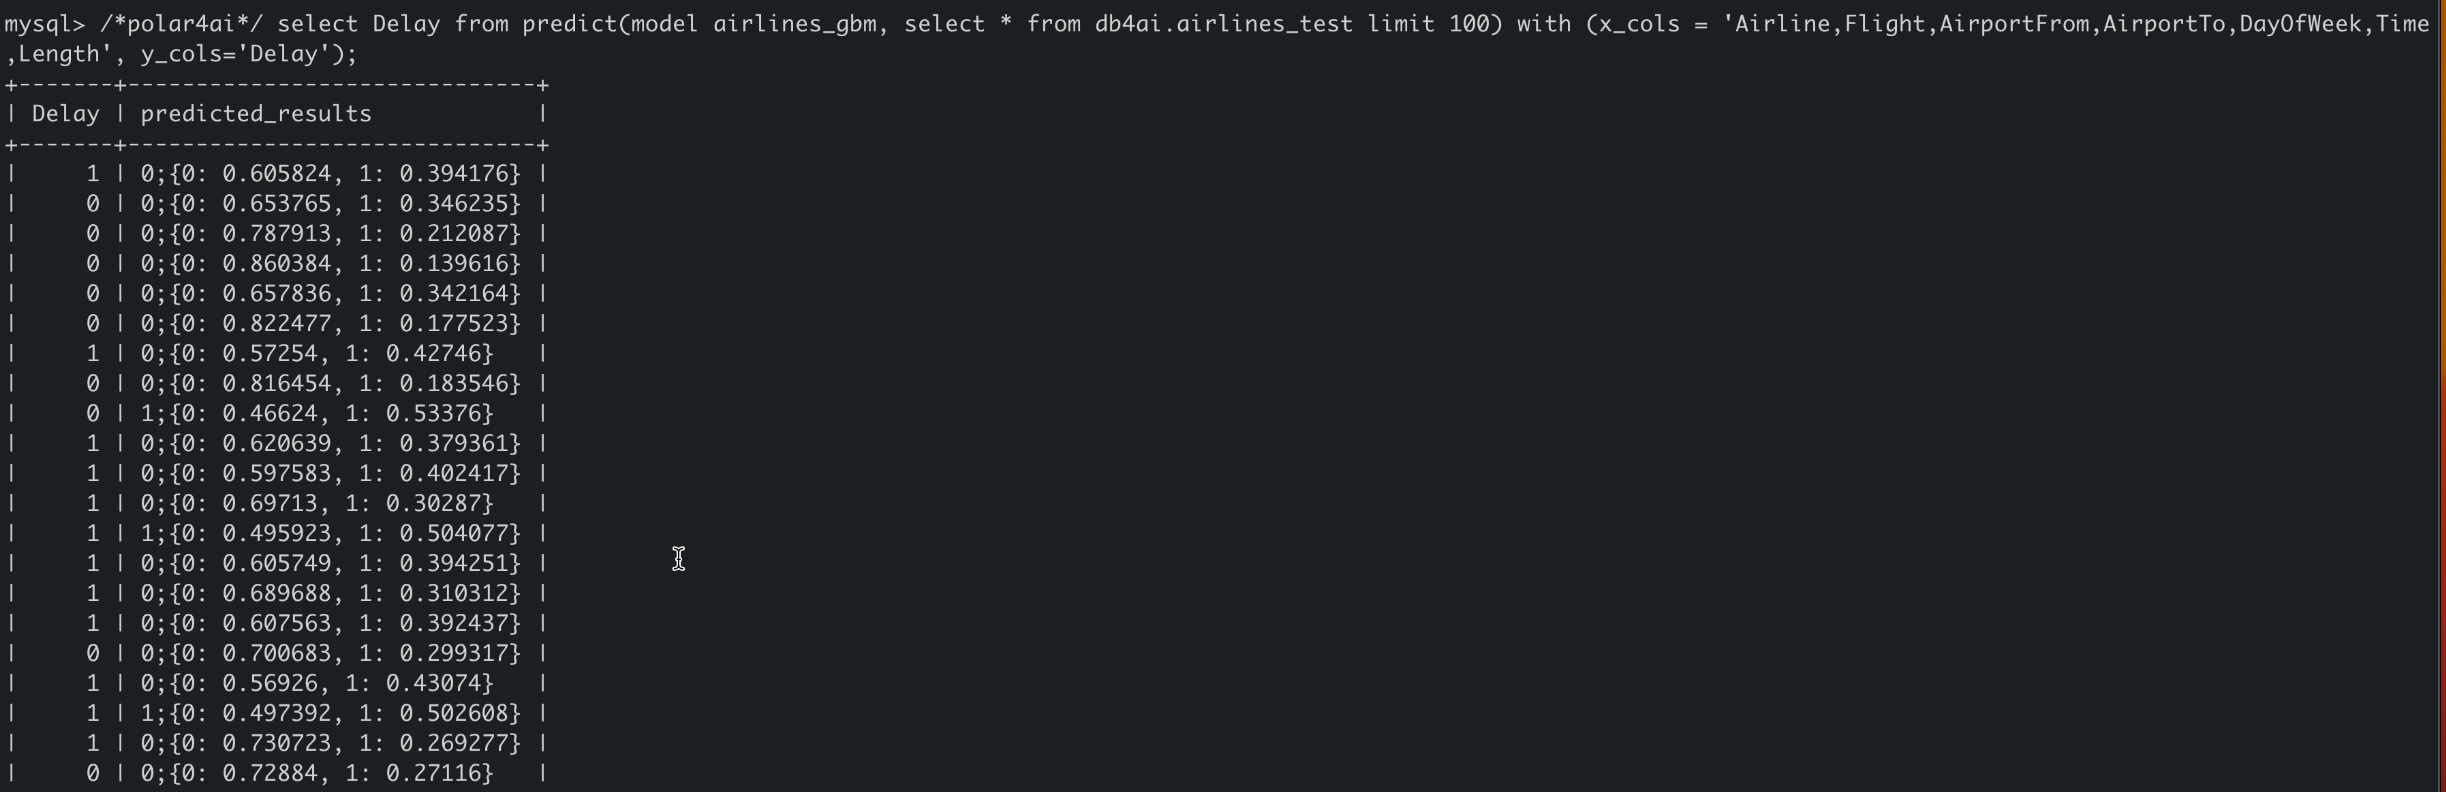 mysql> /*polar4ai*/ select Delay from predict(model airlines_gbm, select * from db4ai.airlines_test limit 100) with (x_cols = 'Airline,Flight,AirportFrom,AirportTo,DayOfWeek,Time
,Length', y_cols='Delay');
+-------+------------------------------+
| Delay | predicted_results            |
+-------+------------------------------+
|     1 | 0;{0: 0.605824, 1: 0.394176} |
|     0 | 0;{0: 0.653765, 1: 0.346235} |
|     0 | 0;{0: 0.787913, 1: 0.212087} |
|     0 | 0;{0: 0.860384, 1: 0.139616} |
|     0 | 0;{0: 0.657836, 1: 0.342164} |
|     0 | 0;{0: 0.822477, 1: 0.177523} |
|     1 | 0;{0: 0.57254, 1: 0.42746}   |
|     0 | 0;{0: 0.816454, 1: 0.183546} |
|     0 | 1;{0: 0.46624, 1: 0.53376}   |
|     1 | 0;{0: 0.620639, 1: 0.379361} |
|     1 | 0;{0: 0.597583, 1: 0.402417} |
|     1 | 0;{0: 0.69713, 1: 0.30287}   |
|     1 | 1;{0: 0.495923, 1: 0.504077} |
|     1 | 0;{0: 0.605749, 1: 0.394251} |
|     1 | 0;{0: 0.689688, 1: 0.310312} |
|     1 | 0;{0: 0.607563, 1: 0.392437} |
|     0 | 0;{0: 0.700683, 1: 0.299317} |
|     1 | 0;{0: 0.56926, 1: 0.43074}   |
|     1 | 1;{0: 0.497392, 1: 0.502608} |
|     1 | 0;{0: 0.730723, 1: 0.269277} |
|     0 | 0;{0: 0.72884, 1: 0.27116}   |